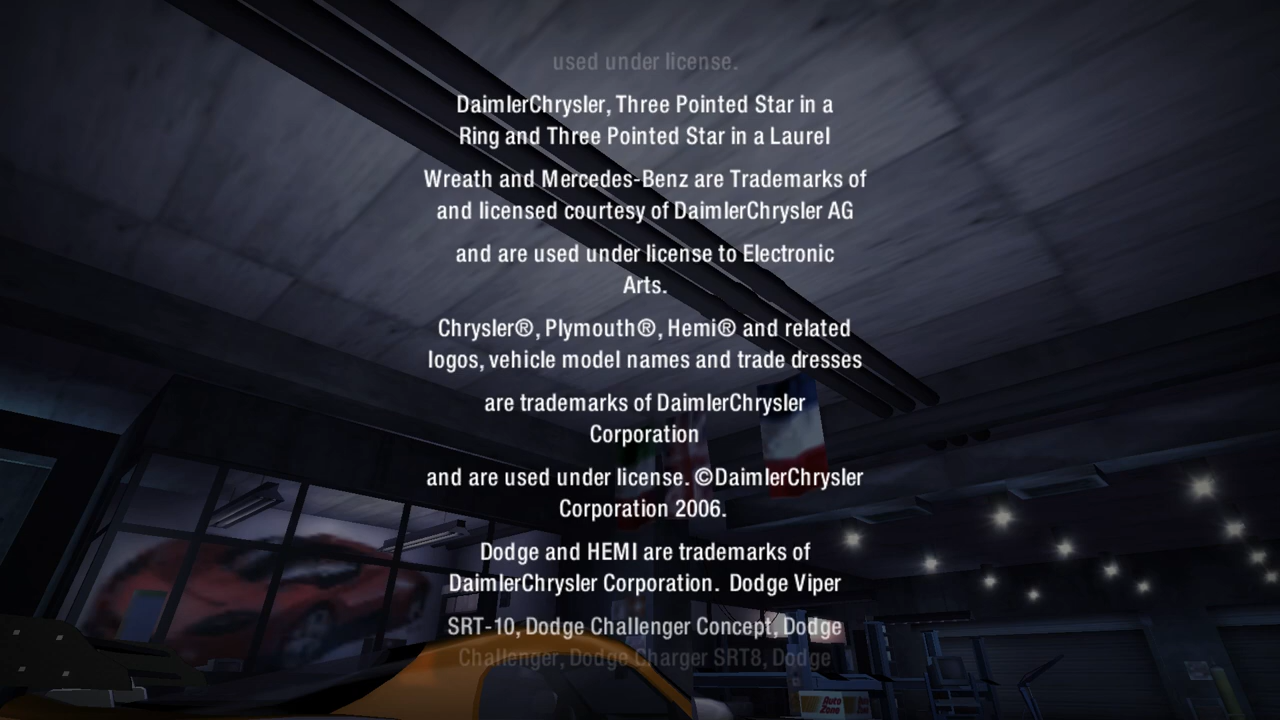 used under license.
DaimlerChrysler, Three Pointed Star in a
Ring and Three Pointed Star in a Laurel
Wreath and Mercedes-Benz are Trademarks of
and licensed courtesy of DaimlerChrysler AG
and are used under license to Electronic
Arts.
Chrysler®, Plymouth®, Hemi® and related
logos, vehicle model names and trade dresses
are trademarks of DaimlerChrysler
Corporation
and are used under license. ©DaimlerChrysler
Corporation 2006.
Dodge and HEMI are trademarks of
DaimlerChrysler Corporation. Dodge Viper
SRT-10, Dodge Challenger Concept, Dodge
Challenger, Dodge Charger SRT8, Dodge
Auto
Zone
Auto
Zone